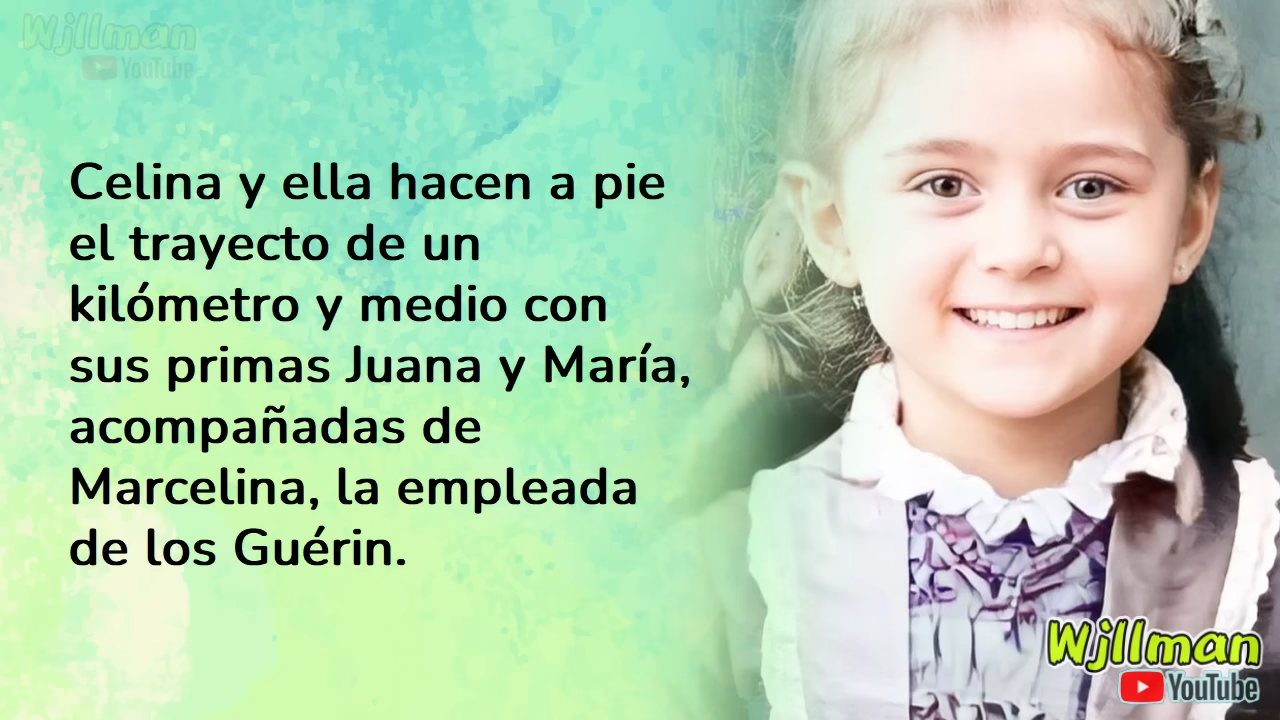 Wjllman
YouTube
Celina y ella hacen a pie
el trayecto de un
kilómetro y medio con
sus primas Juana y María,
acompañadas de
Marcelina, la empleada
de los Guérin.
Wjllman
YouTube